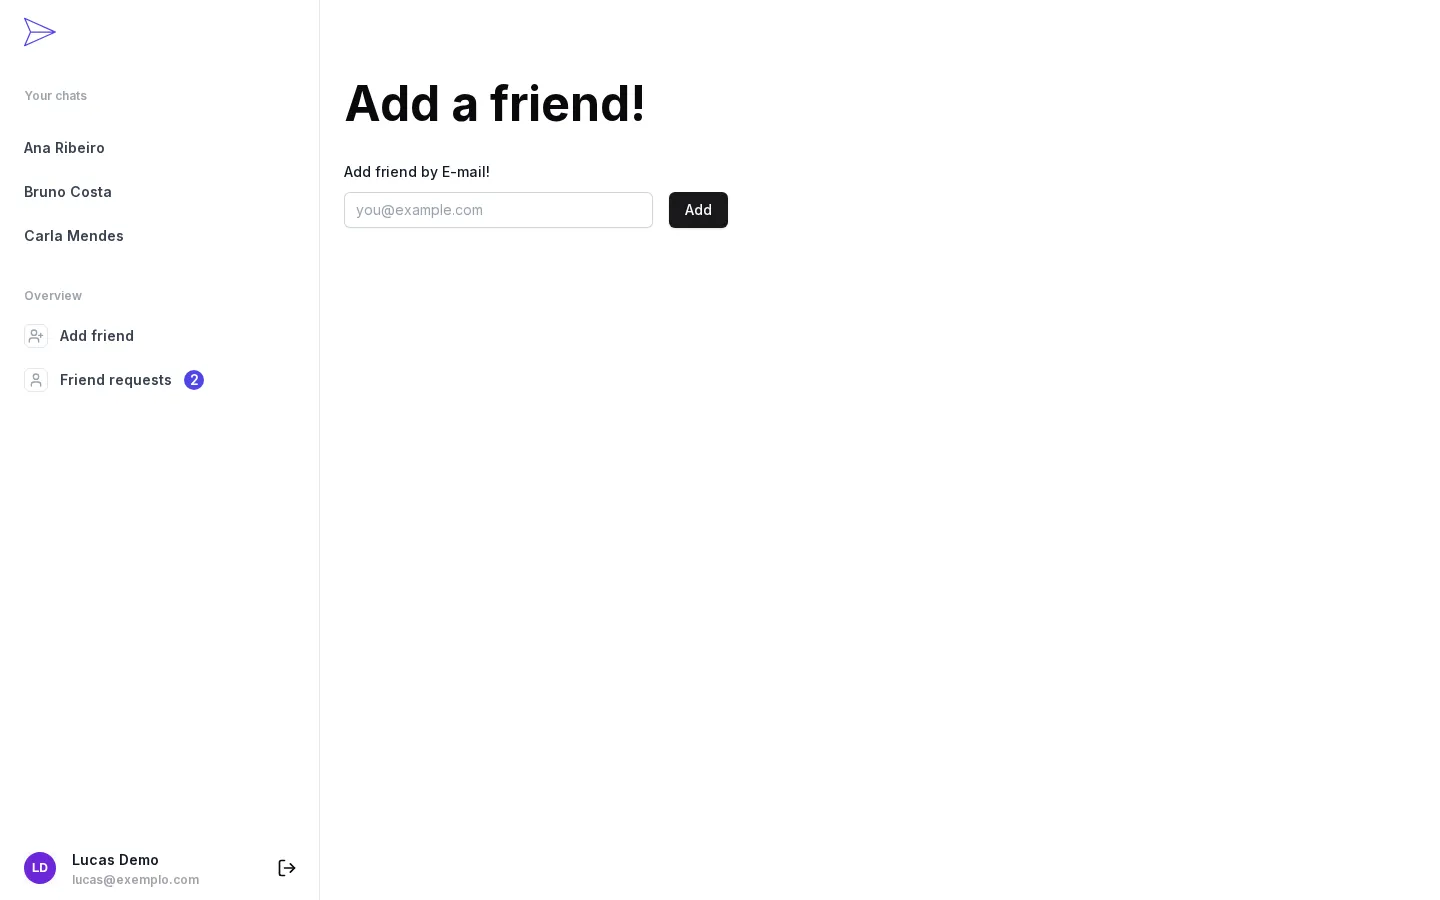 Your chats
Ana Ribeiro
Bruno Costa
Carla Mendes
Overview
Add friend
Friend requests 2
LD
Lucas Demo
lucas@exemplo.com
Add a friend!
Add friend by E-mail!
you@example.com
Add